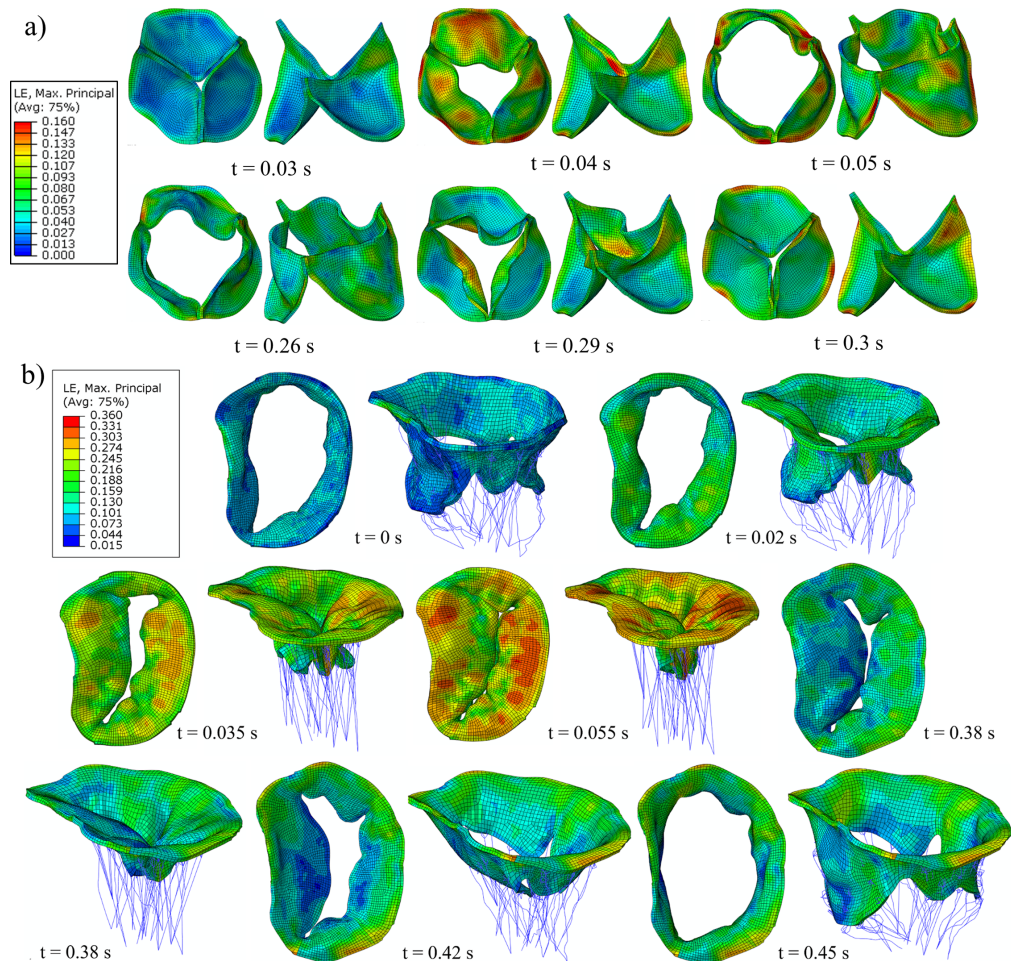 a)
LE, Max. Principal
(Avg: 75%)
0.160
0.147
0.133
0.120
0.107
0.093
0.080
0.067
0.053
0.040
0.027
0.013
0.000
t = 0.03 s
t = 0.04 s
t = 0.05 s
t = 0.26 s
t = 0.29 s
t = 0.3 s
b)
LE, Max. Principal
(Avg: 75%)
0.360
0.331
0.303
0.274
0.245
0.216
0.188
0.159
0.130
0.101
0.073
0.044
0.015
t = 0 s
t = 0.02 s
t = 0.035 s
t = 0.055 s
t = 0.38 s
t = 0.38 s
t = 0.42 s
t = 0.45 s